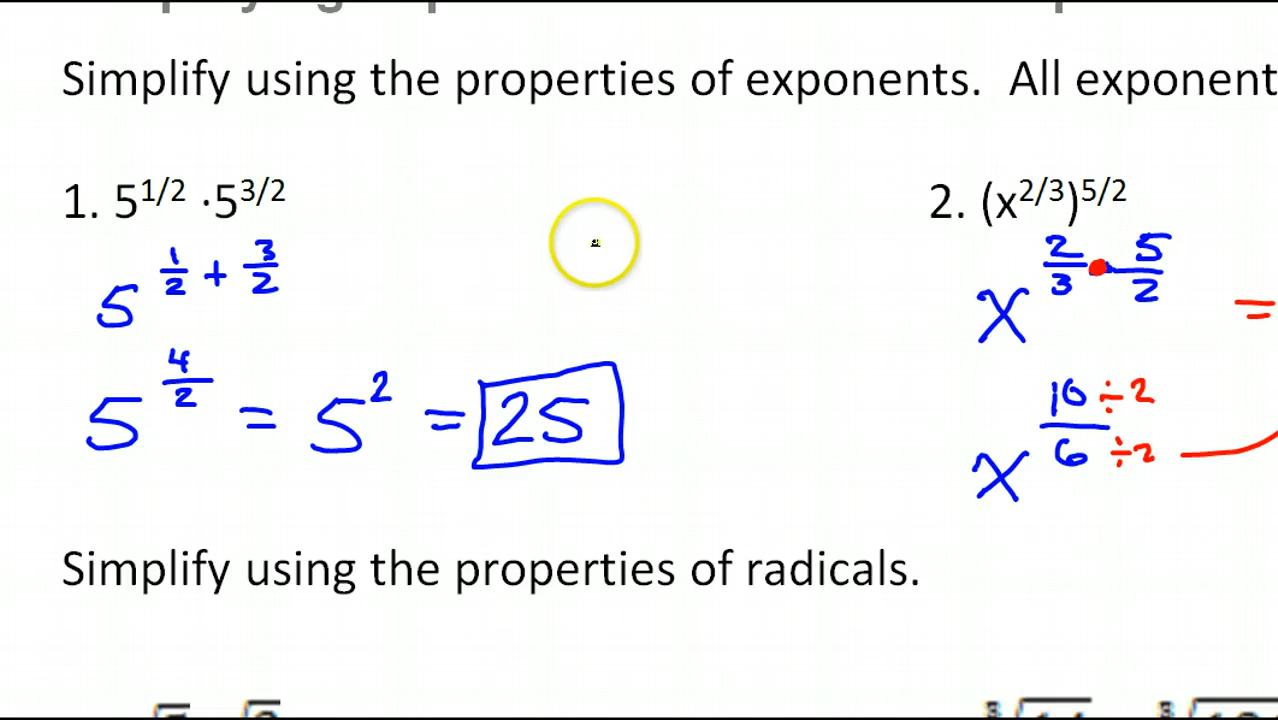 Simplify using the properties of exponents. All exponent
1. 5^{1/2} ·5^{3/2}
2. (x^{2/3})^{5/2}
5^{1/2 + 3/2}
x^{2/3 · 5/2} =
5^{4/2} = 5^2 = 25
x^{10 ÷2/6 ÷2}
Simplify using the properties of radicals.